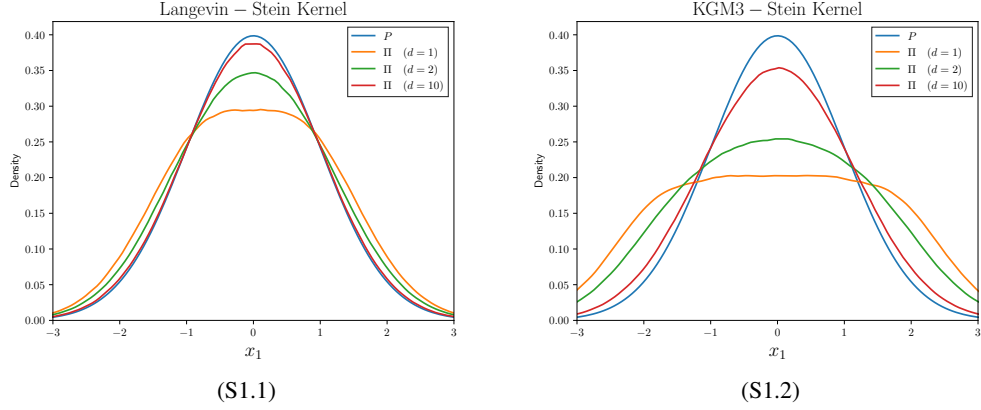 Langevin − Stein Kernel
0.40
0.35
0.30
0.25
0.20
0.15
0.10
0.05
0.00
Density
−3
−2
−1
0
1
2
3
x₁
P
Π (d = 1)
Π (d = 2)
Π (d = 10)
(S1.1)
KGM3 − Stein Kernel
0.40
0.35
0.30
0.25
0.20
0.15
0.10
0.05
0.00
Density
−3
−2
−1
0
1
2
3
x₁
P
Π (d = 1)
Π (d = 2)
Π (d = 10)
(S1.2)